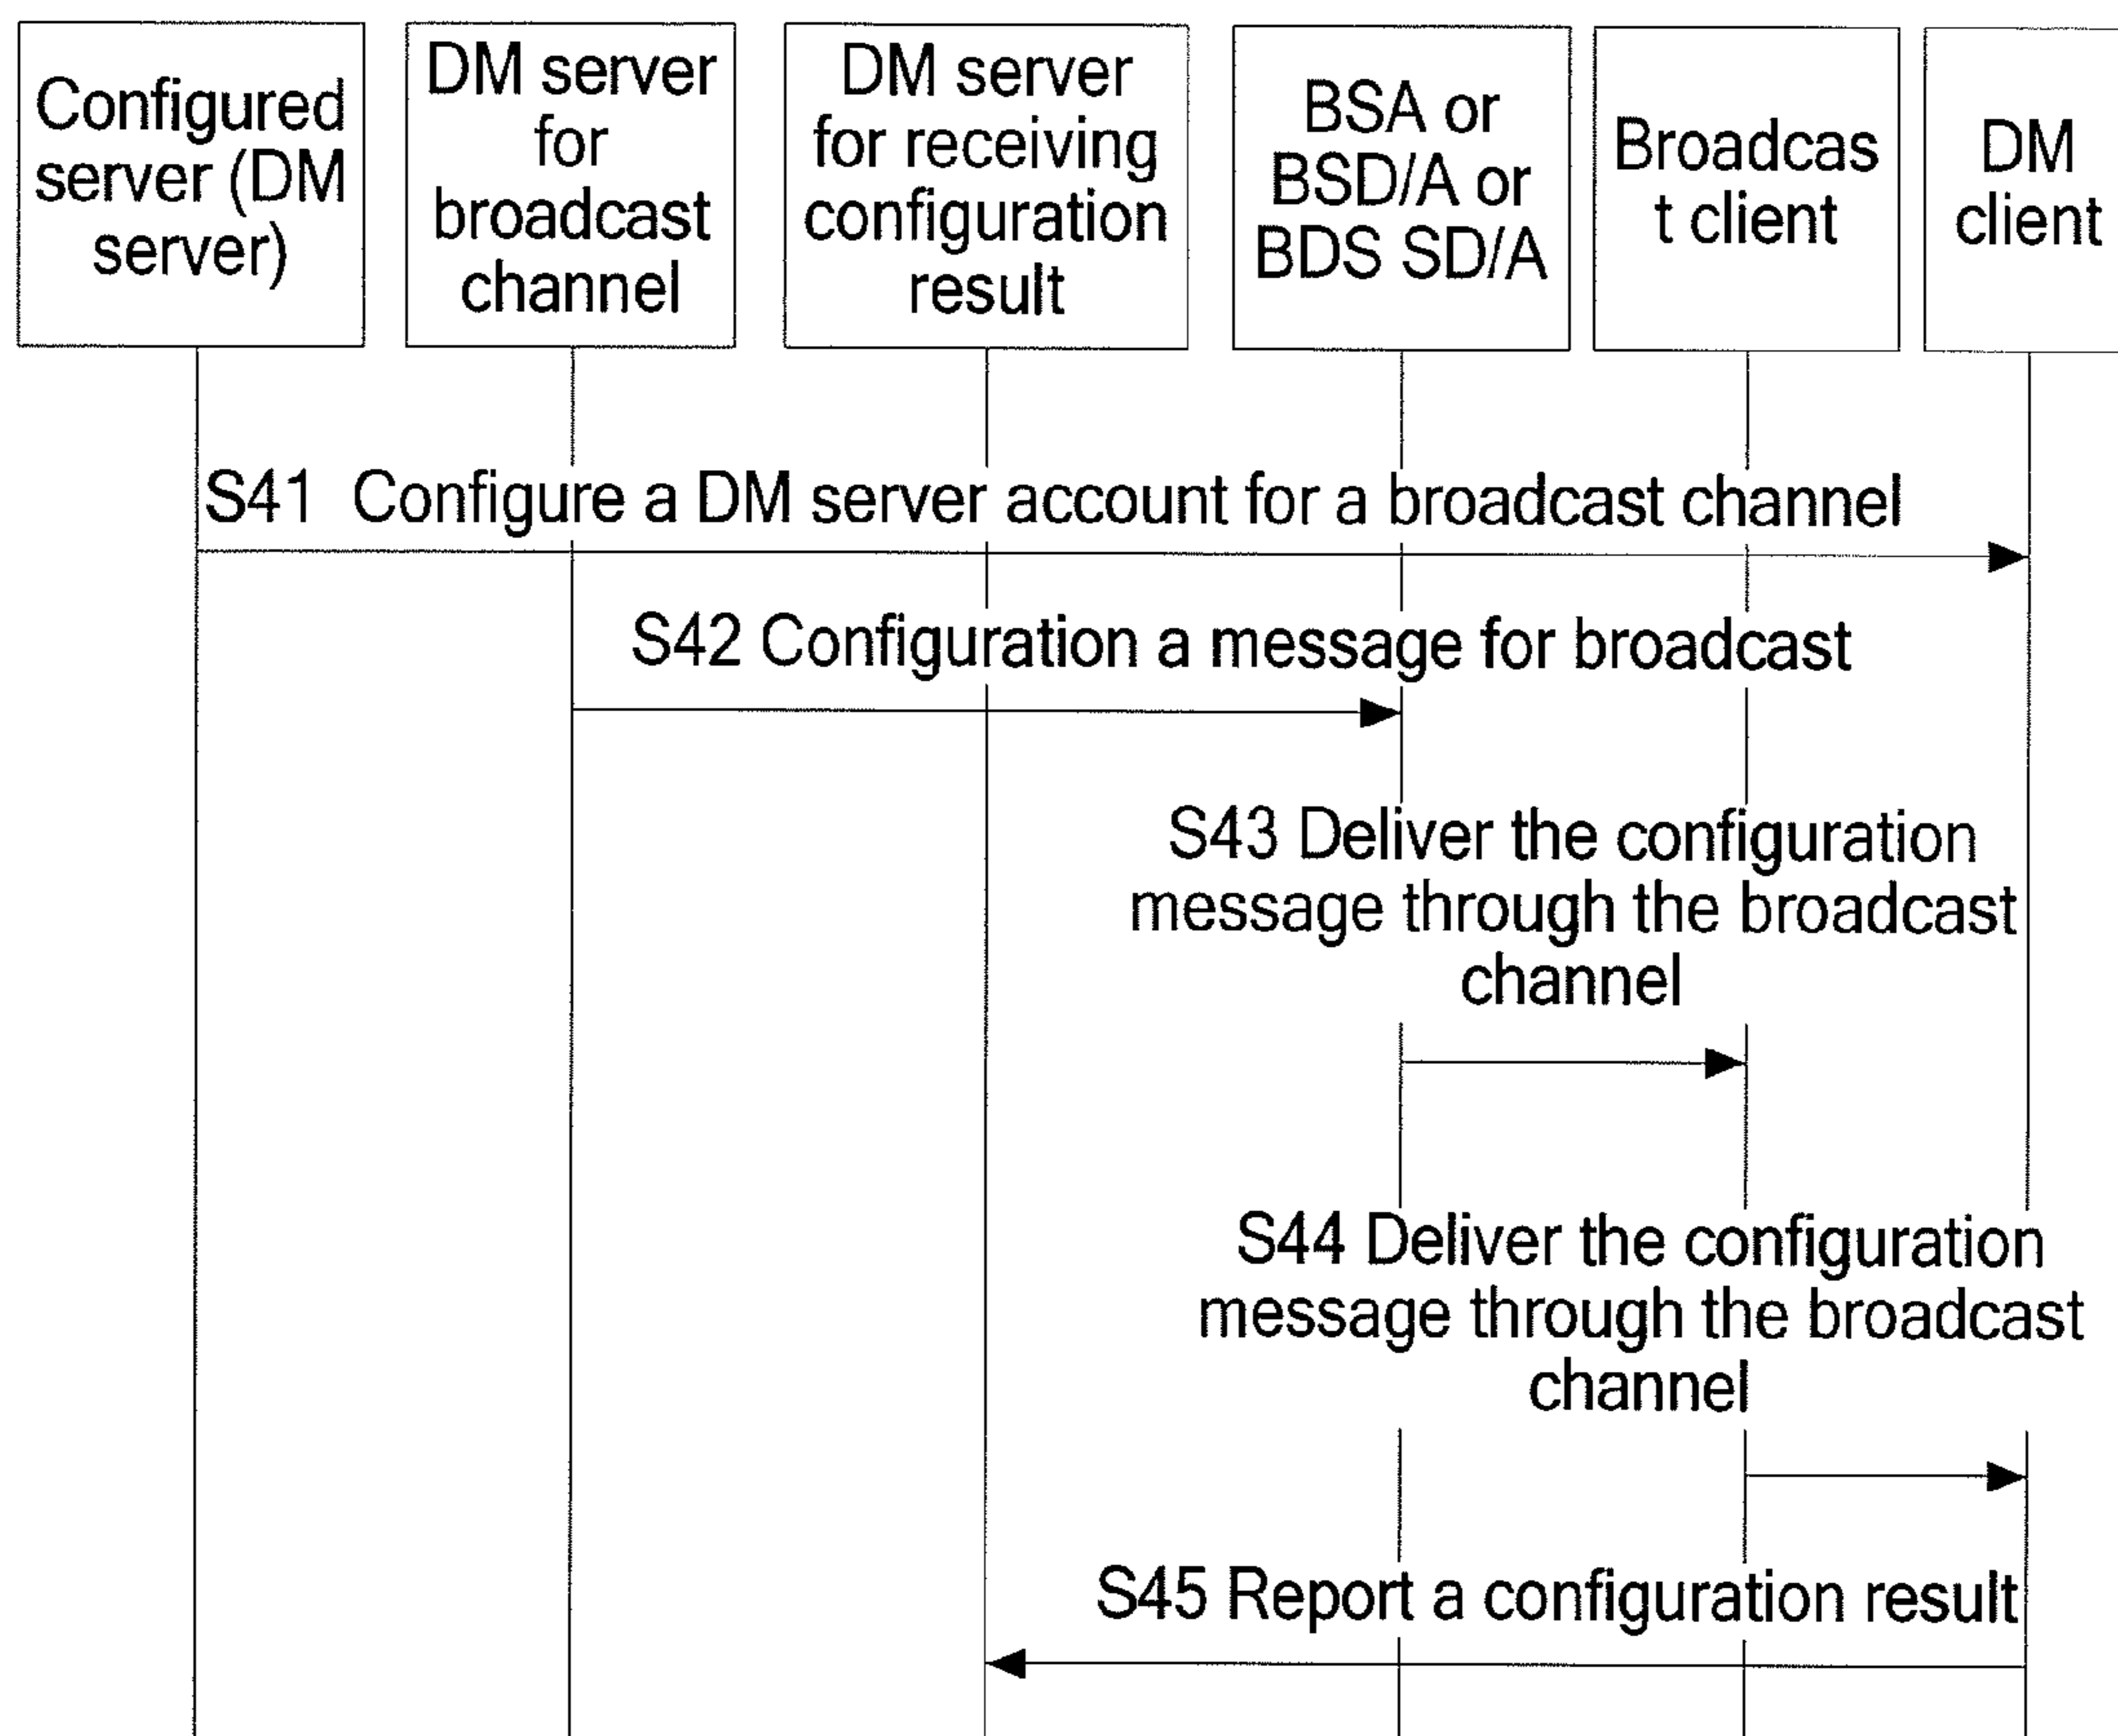 Configured
server (DM
server)
DM server
for
broadcast
channel
DM server
for receiving
configuration
result
BSA or
BSD/A or
BDS SD/A
Broadcas
t client
DM
client
S41 Configure a DM server account for a broadcast channel
S42 Configuration a message for broadcast
S43 Deliver the configuration
message through the broadcast
channel
S44 Deliver the configuration
message through the broadcast
channel
S45 Report a configuration result